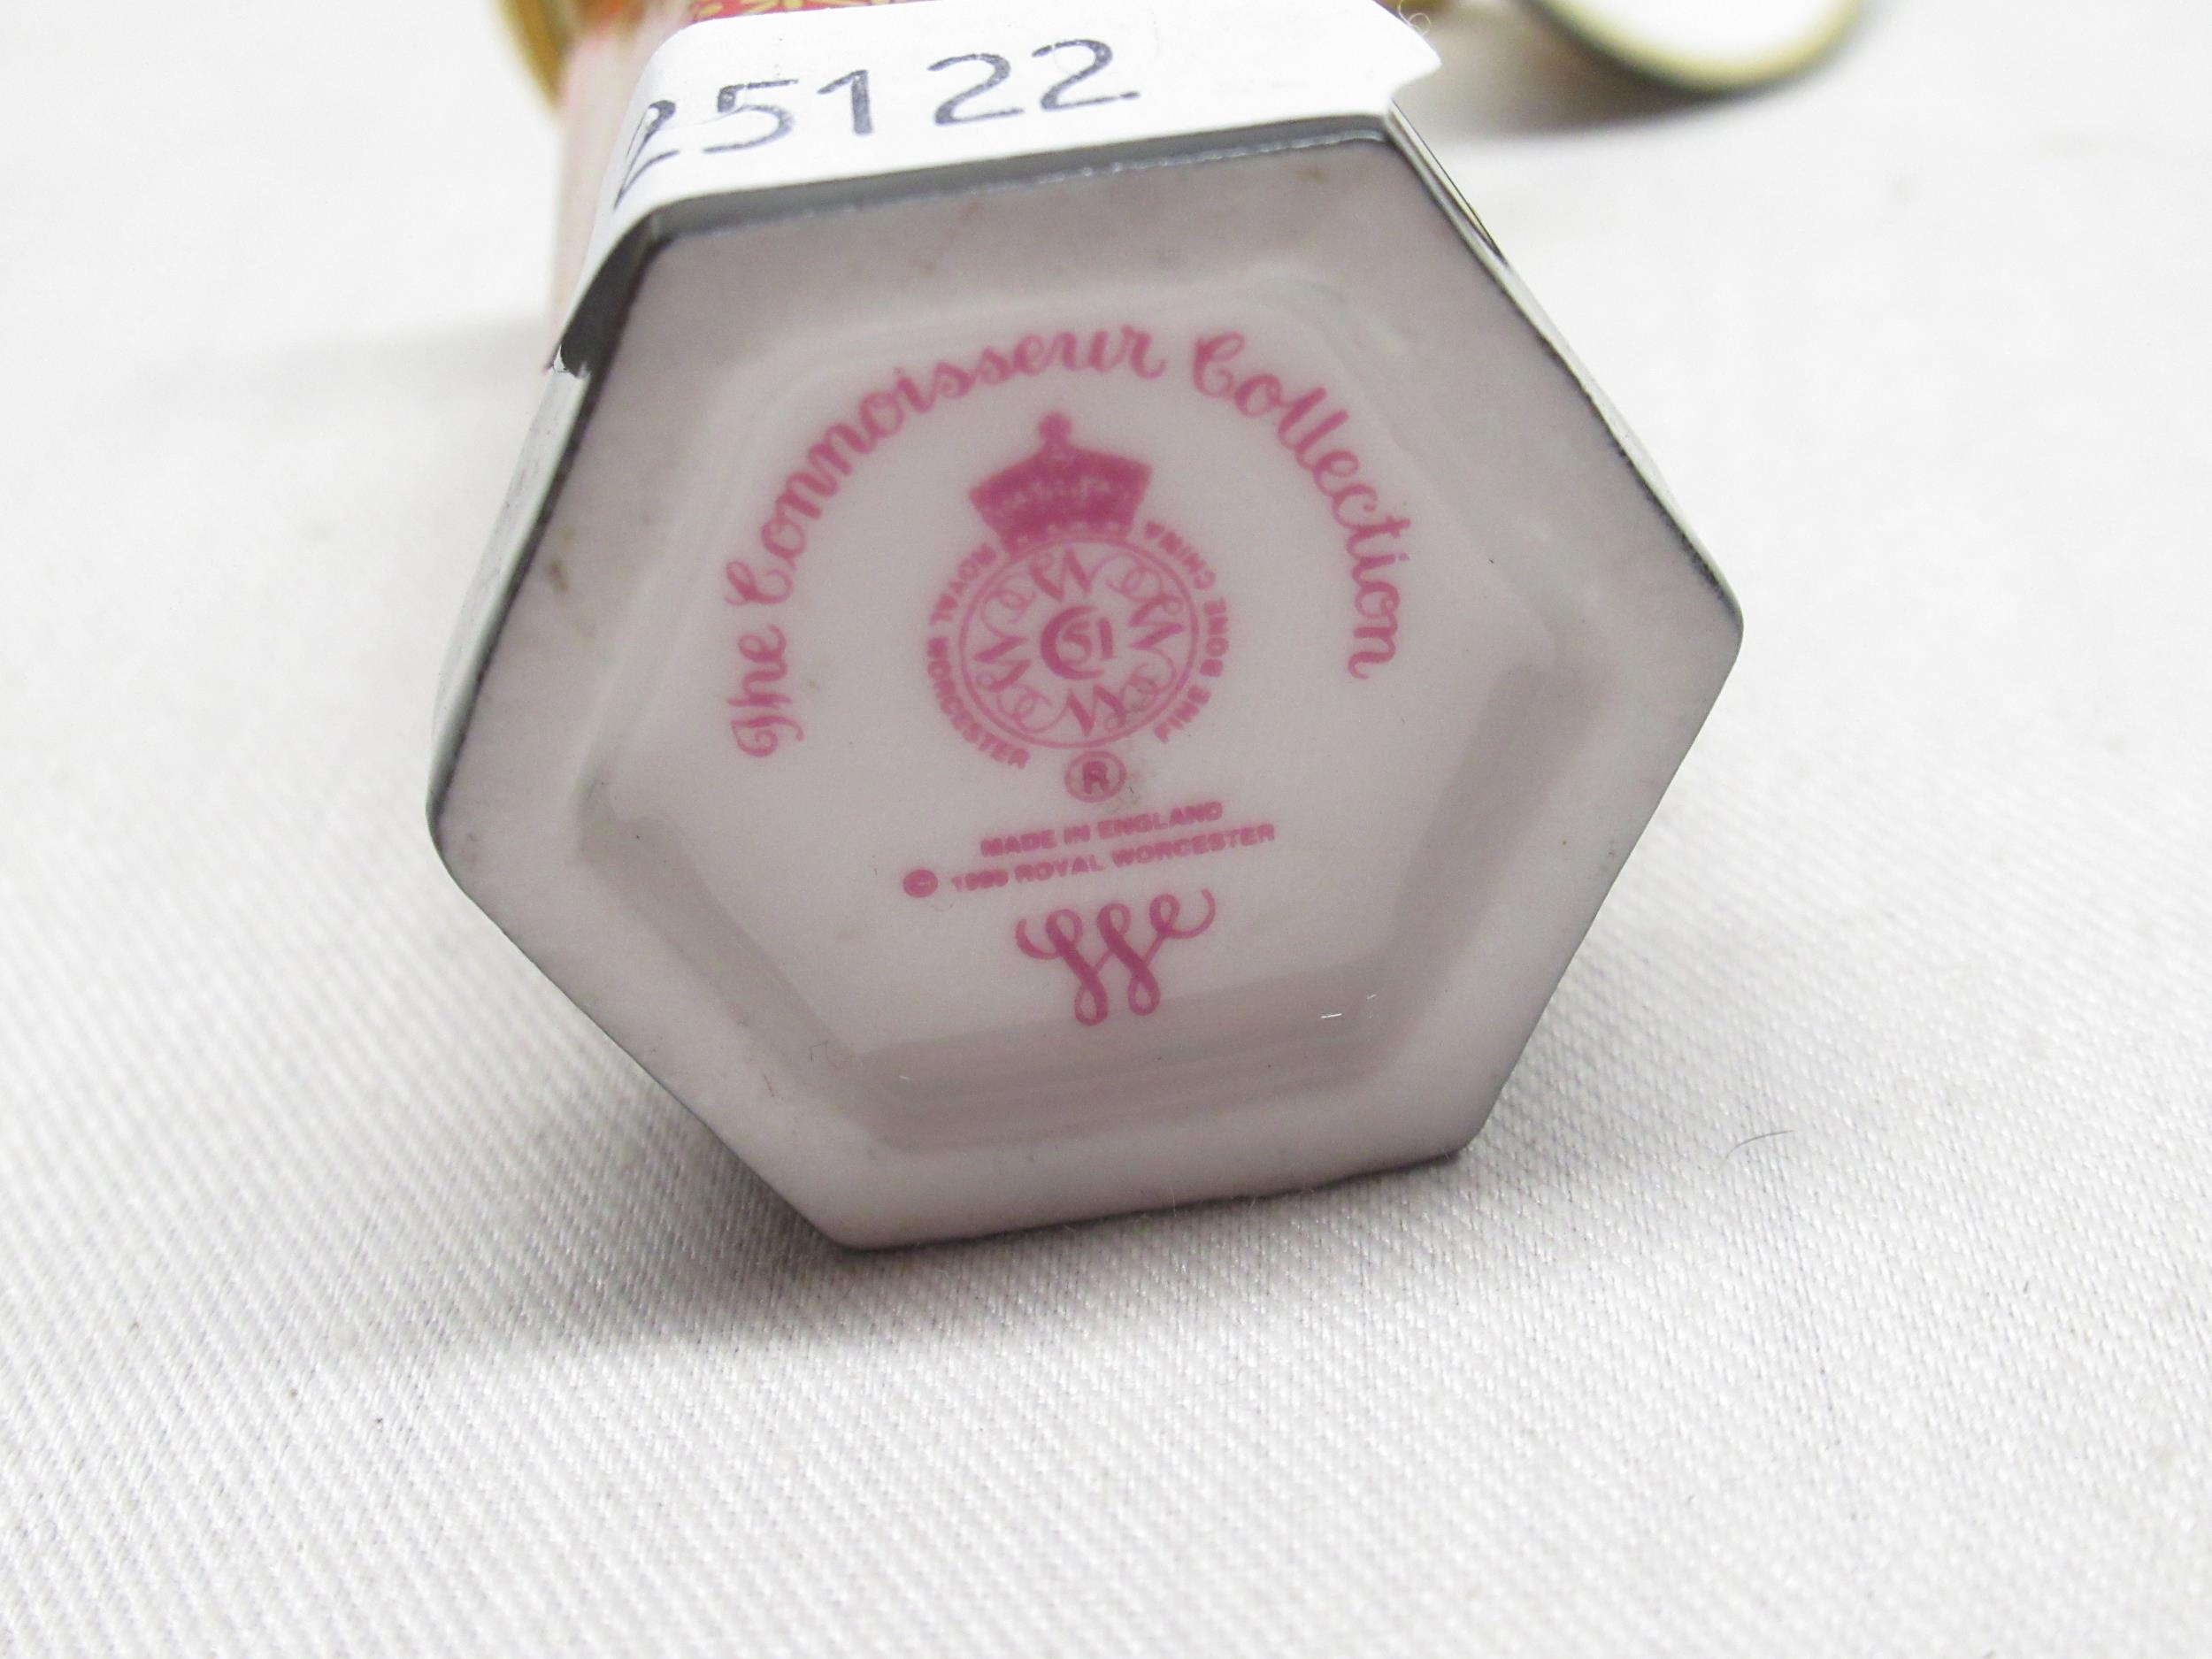 25122
The Connoisseur Collection
ROYAL WORCESTER
FINE BONE CHINA
51
®
MADE IN ENGLAND
© ROYAL WORCESTER
W